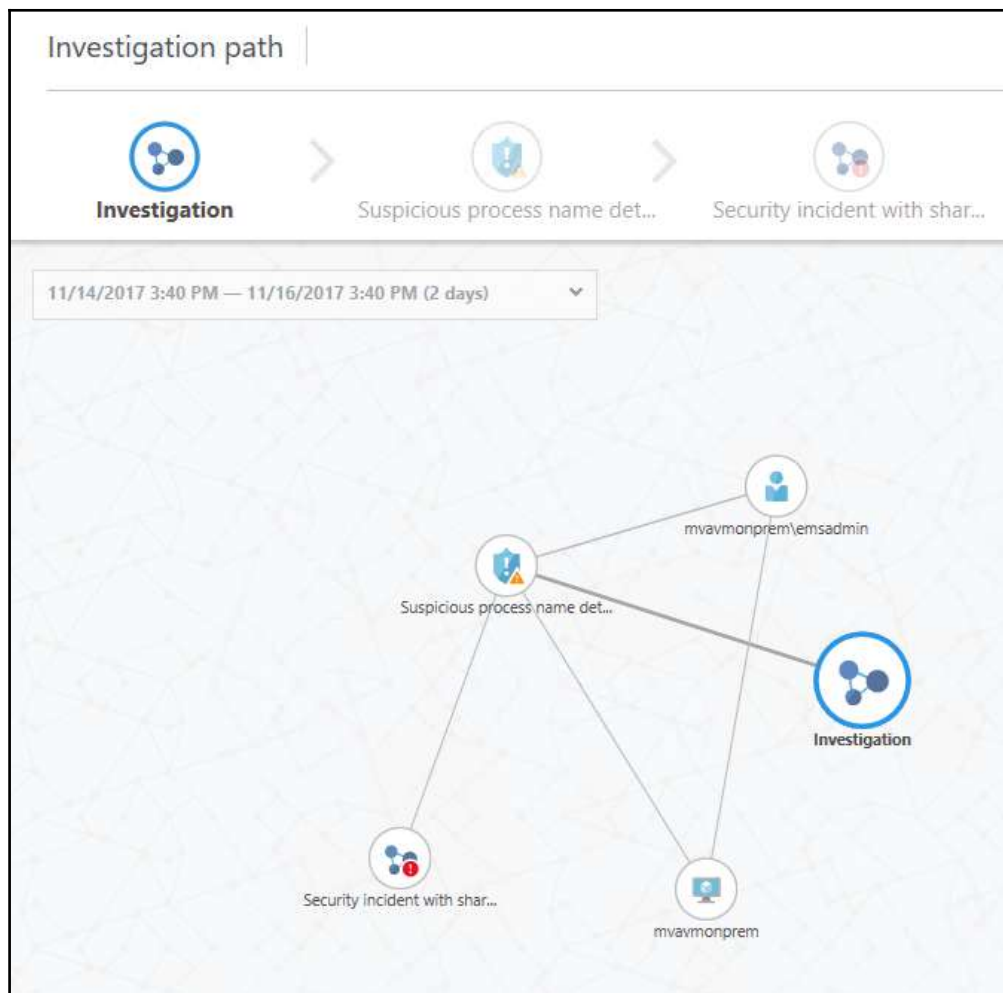 Investigation path
Investigation
Suspicious process name det...
Security incident with shar...
11/14/2017 3:40 PM — 11/16/2017 3:40 PM (2 days)
mvavmonprem\emsadmin
Suspicious process name det...
Investigation
Security incident with shar...
mvavmonprem